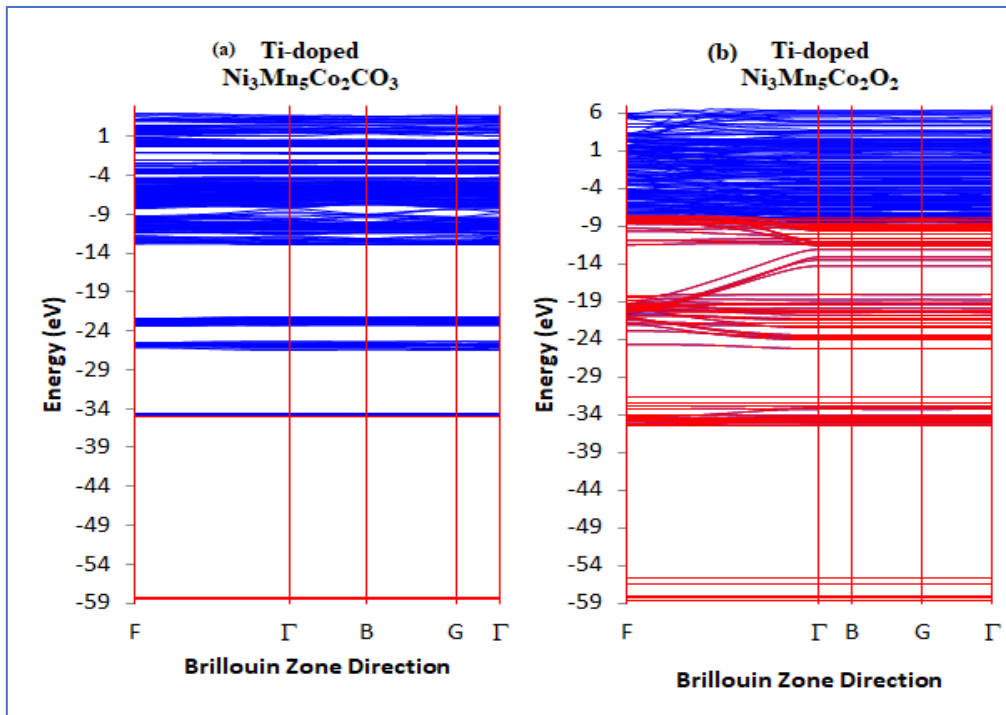 (a) Ti-doped
Ni₃Mn₅Co₂CO₃
1
-4
-9
-14
-19
-24
-29
-34
-39
-44
-49
-54
-59
Energy (eV)
F Γ B G Γ
Brillouin Zone Direction
(b) Ti-doped
Ni₃Mn₅Co₂O₂
6
1
-4
-9
-14
-19
-24
-29
-34
-39
-44
-49
-54
-59
Energy (eV)
F Γ B G Γ
Brillouin Zone Direction